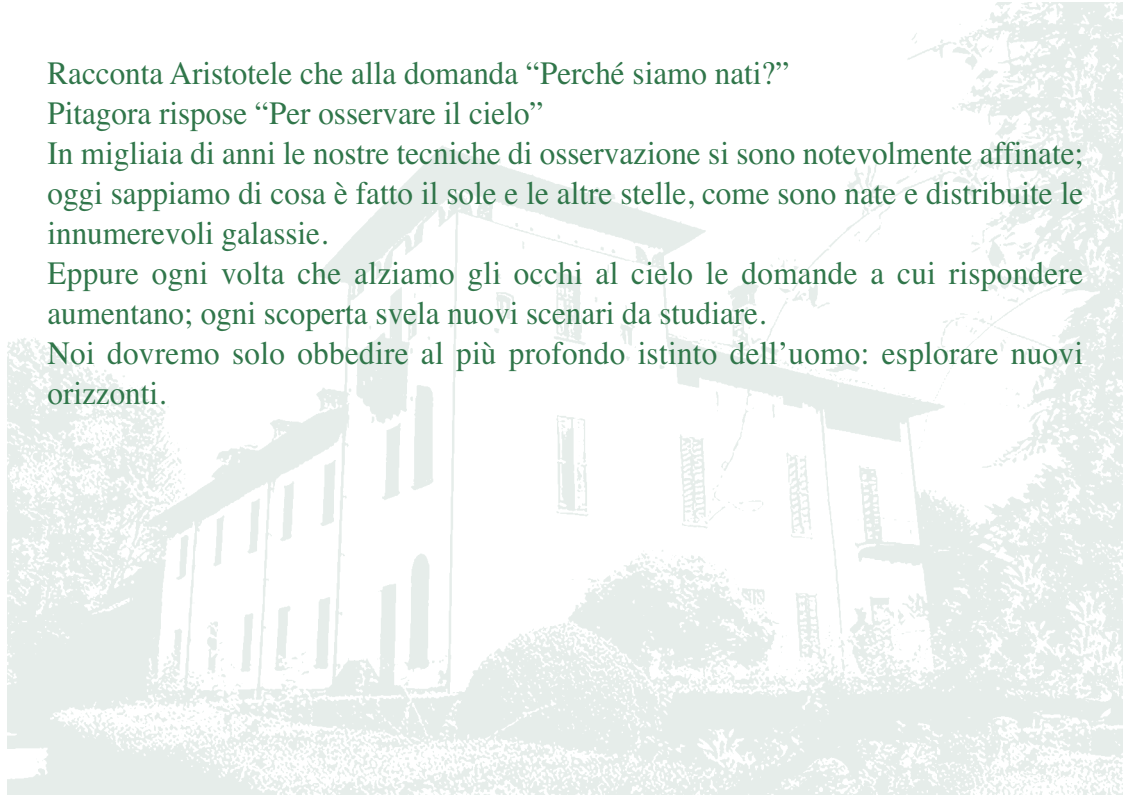 Racconta Aristotele che alla domanda “Perché siamo nati?”
Pitagora rispose “Per osservare il cielo”
In migliaia di anni le nostre tecniche di osservazione si sono notevolmente affinate;
oggi sappiamo di cosa è fatto il sole e le altre stelle, come sono nate e distribuite le
innumerevoli galassie.
Eppure ogni volta che alziamo gli occhi al cielo le domande a cui rispondere
aumentano; ogni scoperta svela nuovi scenari da studiare.
Noi dovremo solo obbedire al più profondo istinto dell’uomo: esplorare nuovi
orizzonti.